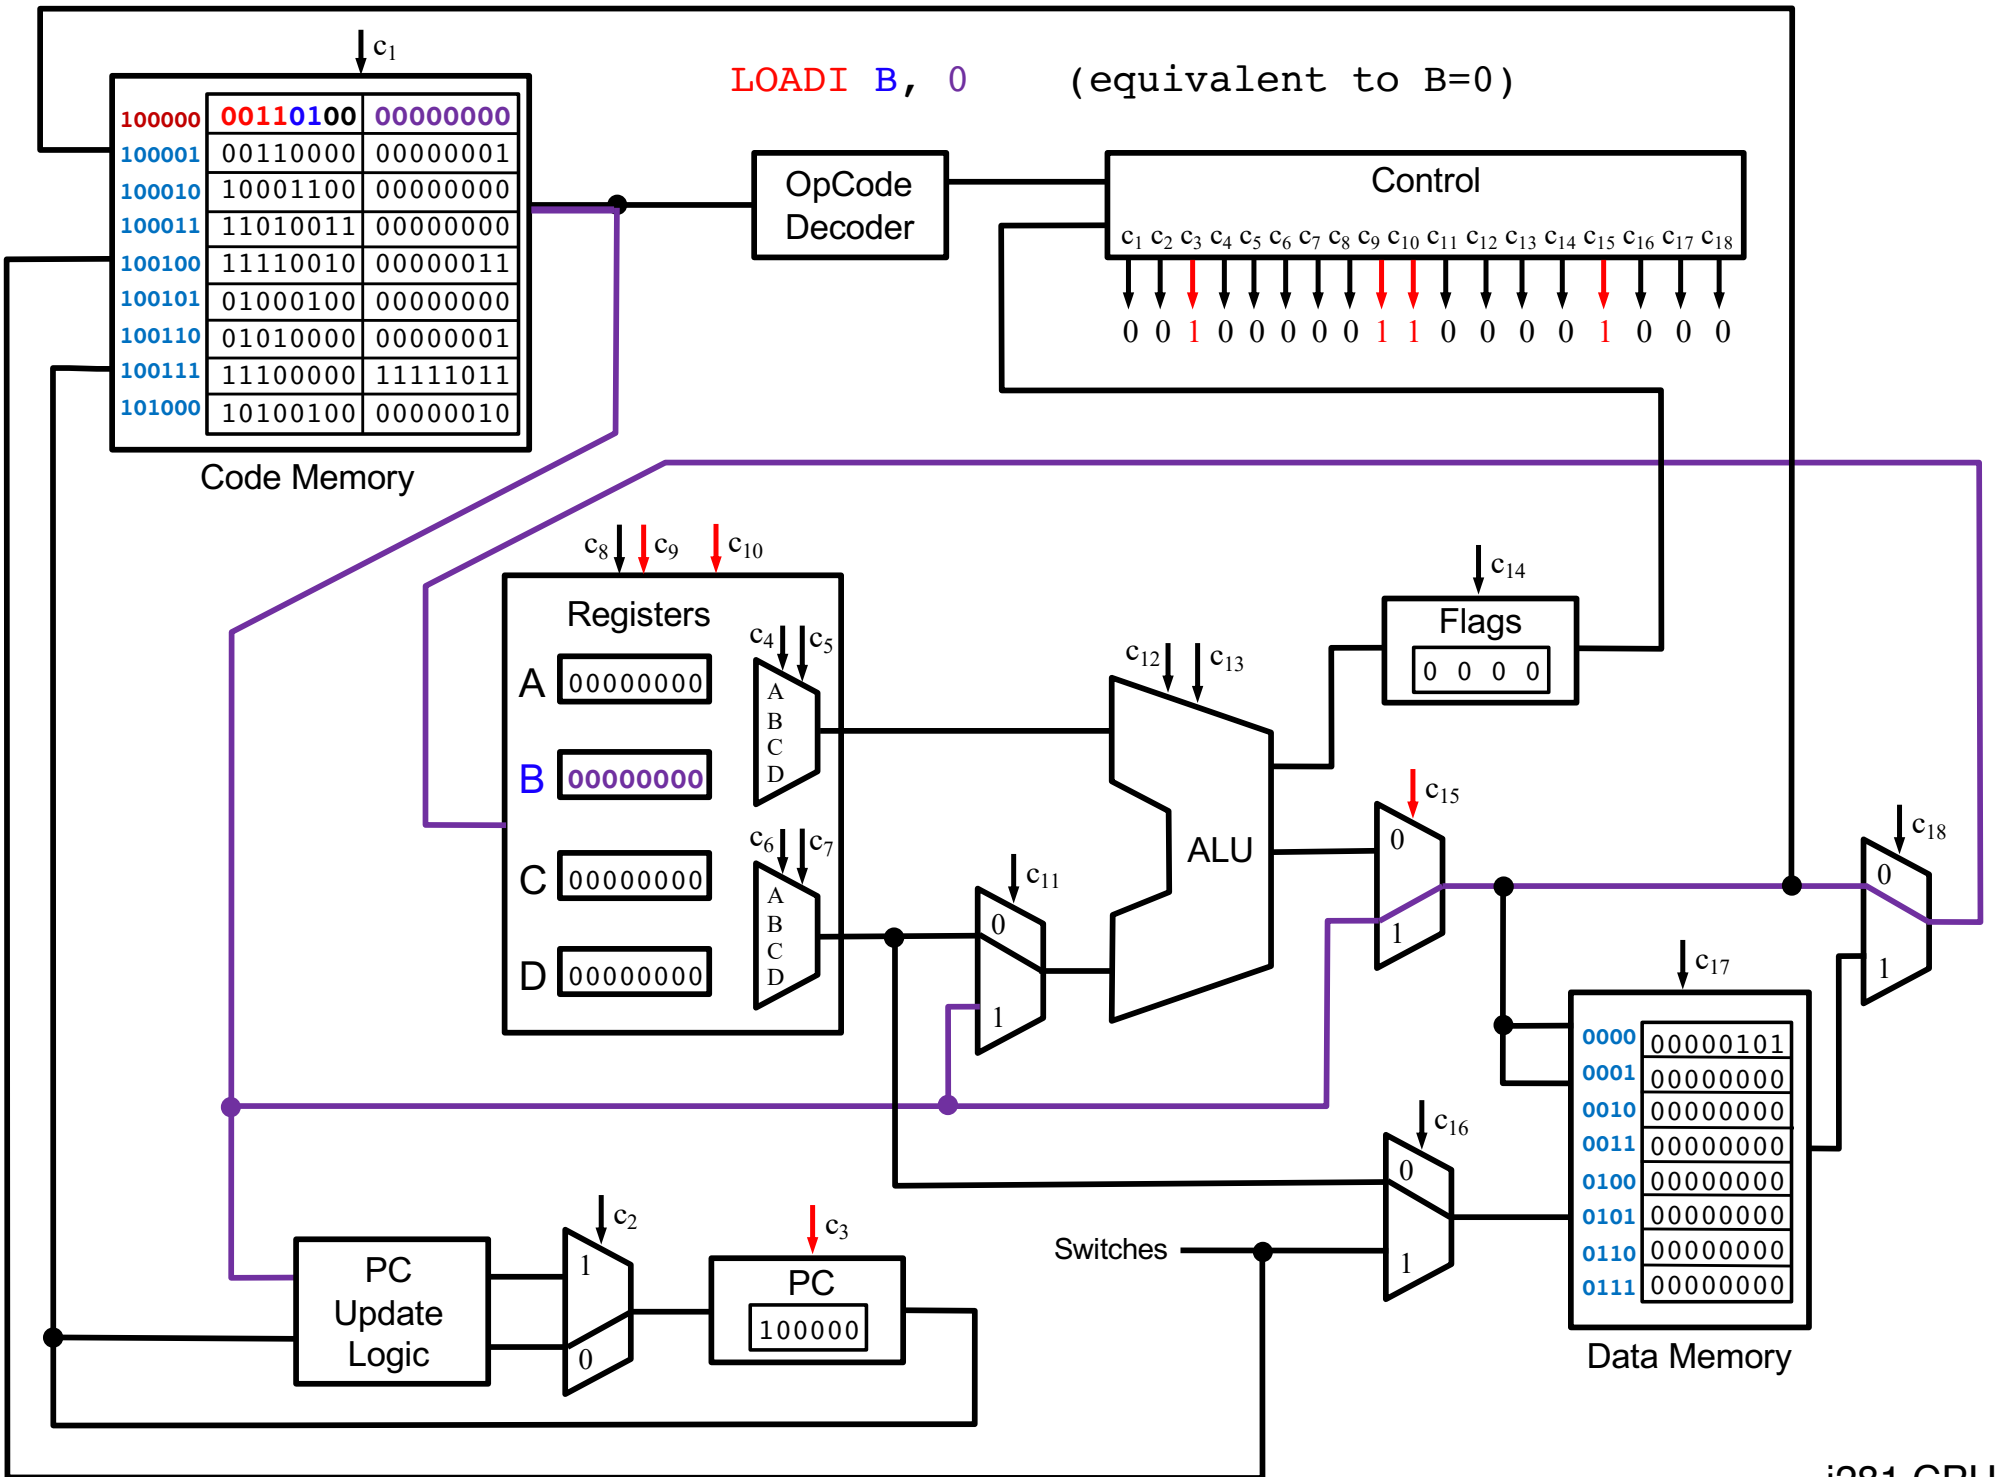 c1
LOADI B, 0 (equivalent to B=0)
100000 00110100 00000000
100001 00110000 00000001
100010 10001100 00000000
100011 11010011 00000000
100100 11110010 00000011
100101 01000100 00000000
100110 01010000 00000001
100111 11100000 11111011
101000 10100100 00000010
Code Memory
OpCode
Decoder
Control
c1 c2 c3 c4 c5 c6 c7 c8 c9 c10 c11 c12 c13 c14 c15 c16 c17 c18
0 0 1 0 0 0 0 0 1 1 0 0 0 0 1 0 0 0
c8 c9 c10
Registers
c4 c5
A 00000000
B 00000000
C 00000000
D 00000000
A
B
C
D
c6 c7
A
B
C
D
c11
0
1
c12 c13
ALU
c14
Flags
0 0 0 0
c15
0
1
c18
0
1
c17
0000 00000101
0001 00000000
0010 00000000
0011 00000000
0100 00000000
0101 00000000
0110 00000000
0111 00000000
Data Memory
c16
0
1
Switches
PC
Update
Logic
c2
1
0
c3
PC
100000